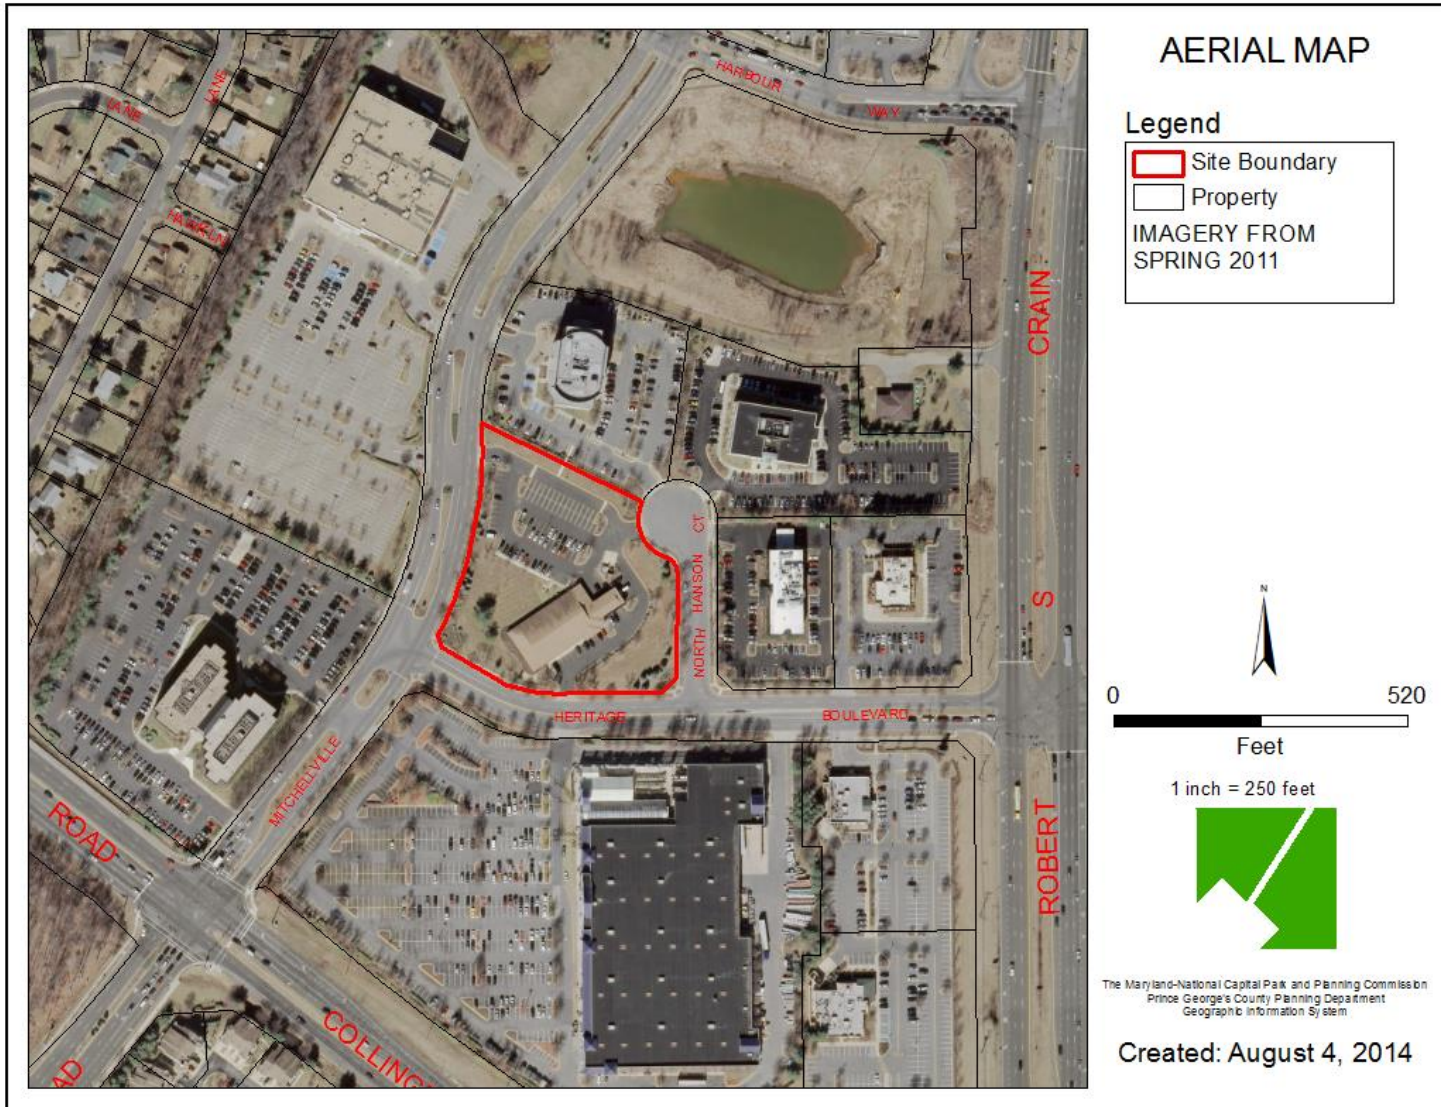 AERIAL MAP
Legend
Site Boundary
Property
IMAGERY FROM
SPRING 2011
HARBOUR
WAY
LANE
LANE
CRAIN
S
ROBERT
NORTH HANSON CT
HERITAGE
BOULEVARD
MITCHELLVILLE
ROAD
COLLING
AD
N
0 520
Feet
1 inch = 250 feet
The Maryland-National Capital Park and Planning Commission
Prince George's County Planning Department
Geographic Information System
Created: August 4, 2014